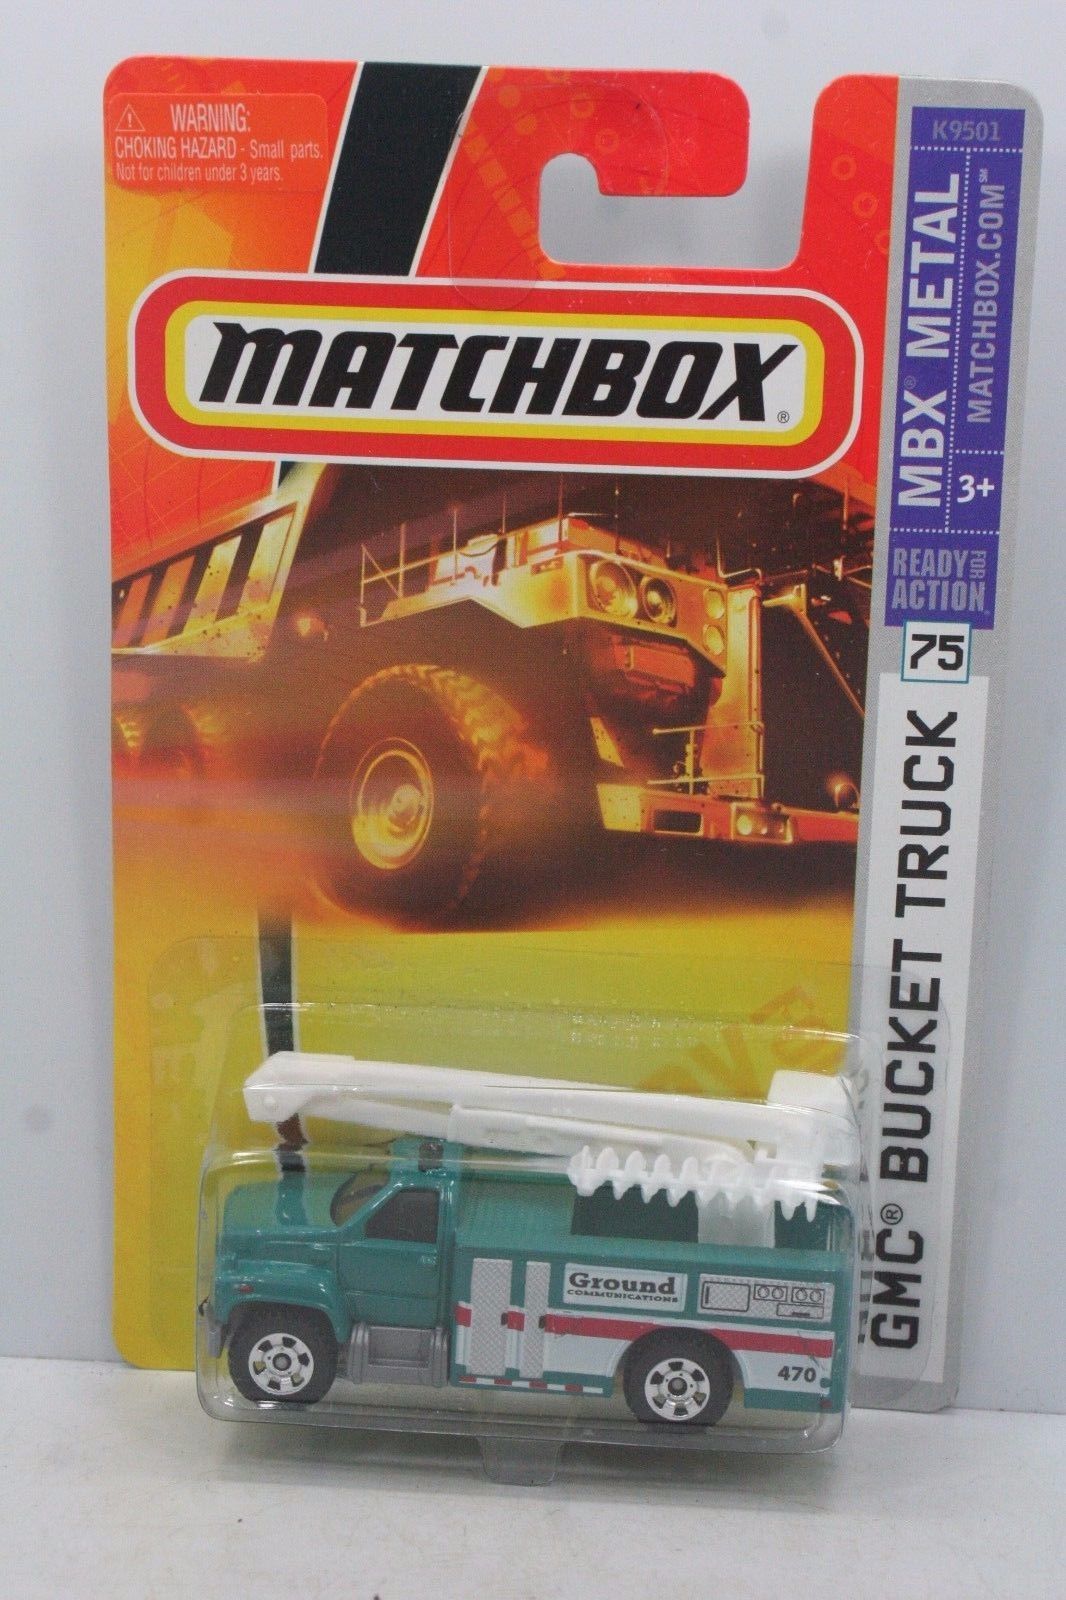 WARNING:
CHOKING HAZARD - Small parts.
Not for children under 3 years.
MATCHBOX®
K9501
MBX® METAL
MATCHBOX.COM℠
3+
READY FOR ACTION
75
GMC® BUCKET TRUCK
Ground
COMMUNICATIONS
470